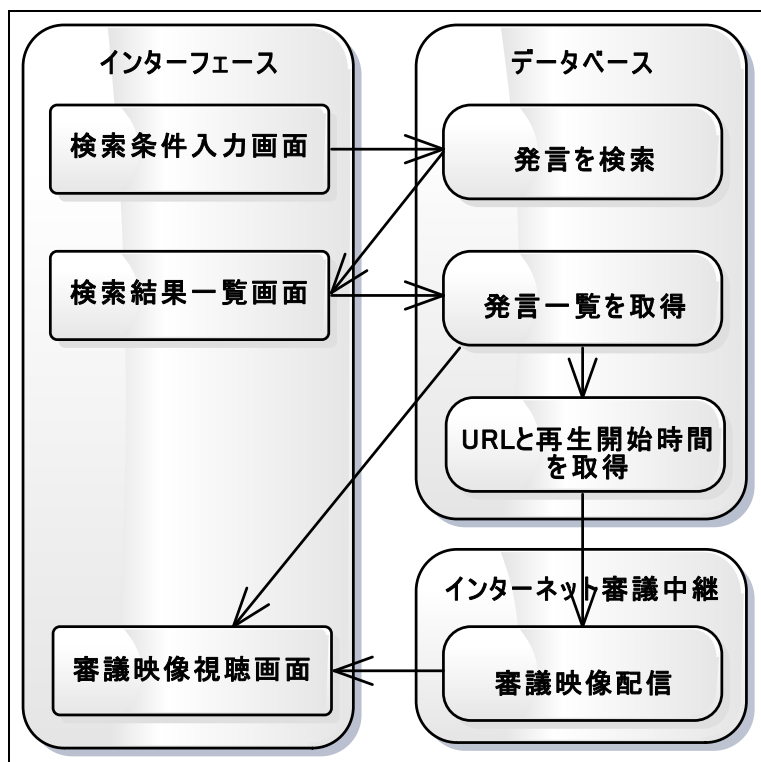 インターフェース
検索条件入力画面
検索結果一覧画面
審議映像視聴画面
データベース
発言を検索
発言一覧を取得
URLと再生開始時間
を取得
インターネット審議中継
審議映像配信